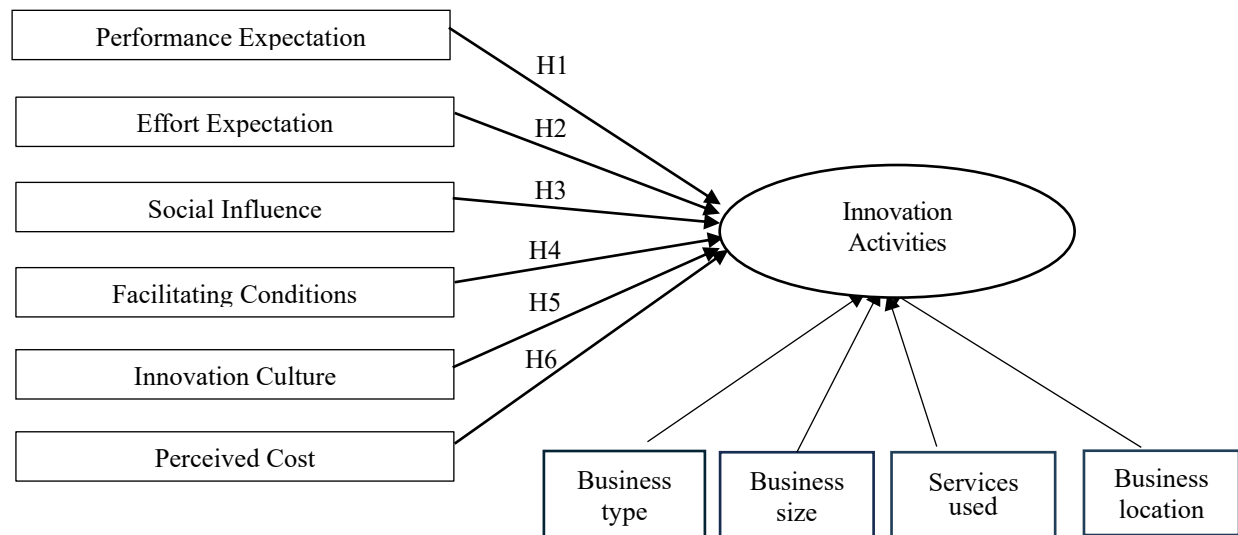 Performance Expectation
H1
Effort Expectation
H2
Social Influence
H3
Facilitating Conditions
H4
Innovation Culture
H5
Perceived Cost
H6
Innovation
Activities
Business
type
Business
size
Services
used
Business
location